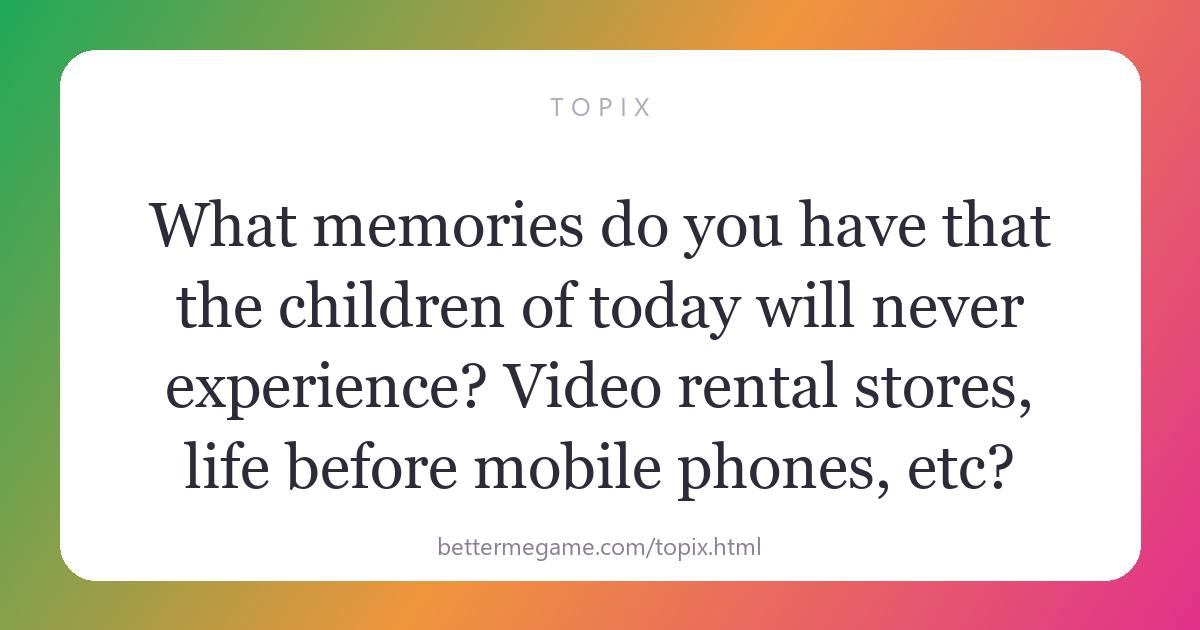 TOPIX
What memories do you have that
the children of today will never
experience? Video rental stores,
life before mobile phones, etc?
bettermegame.com/topix.html